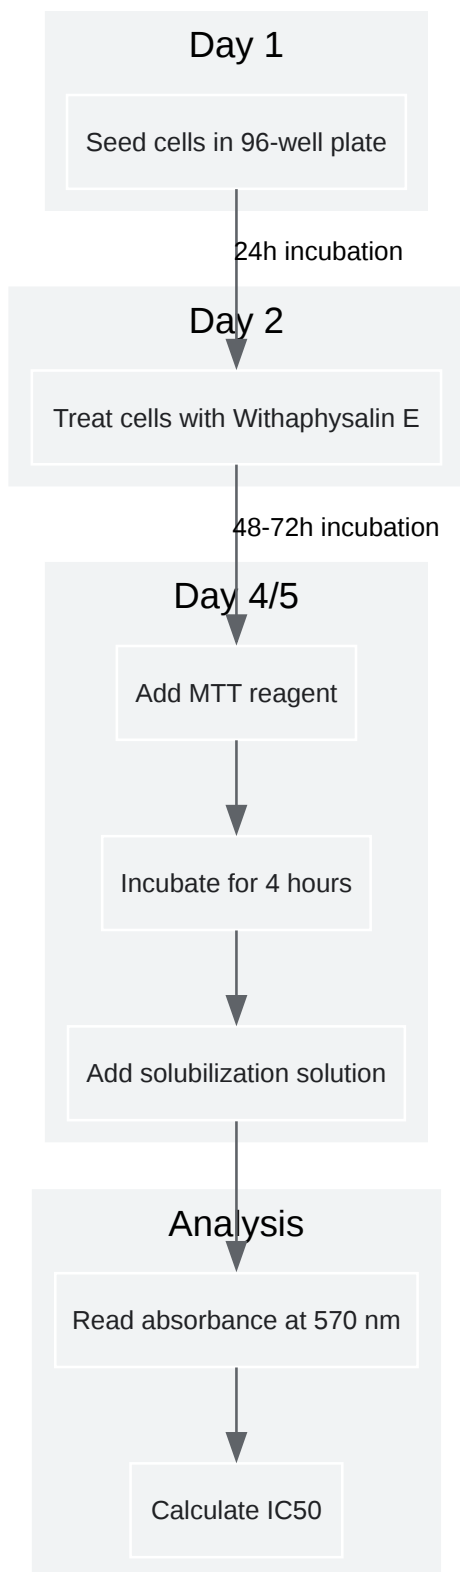 Day 1
Seed cells in 96-well plate
24h incubation
Day 2
Treat cells with Withaphysalin E
48-72h incubation
Day 4/5
Add MTT reagent
Incubate for 4 hours
Add solubilization solution
Analysis
Read absorbance at 570 nm
Calculate IC50